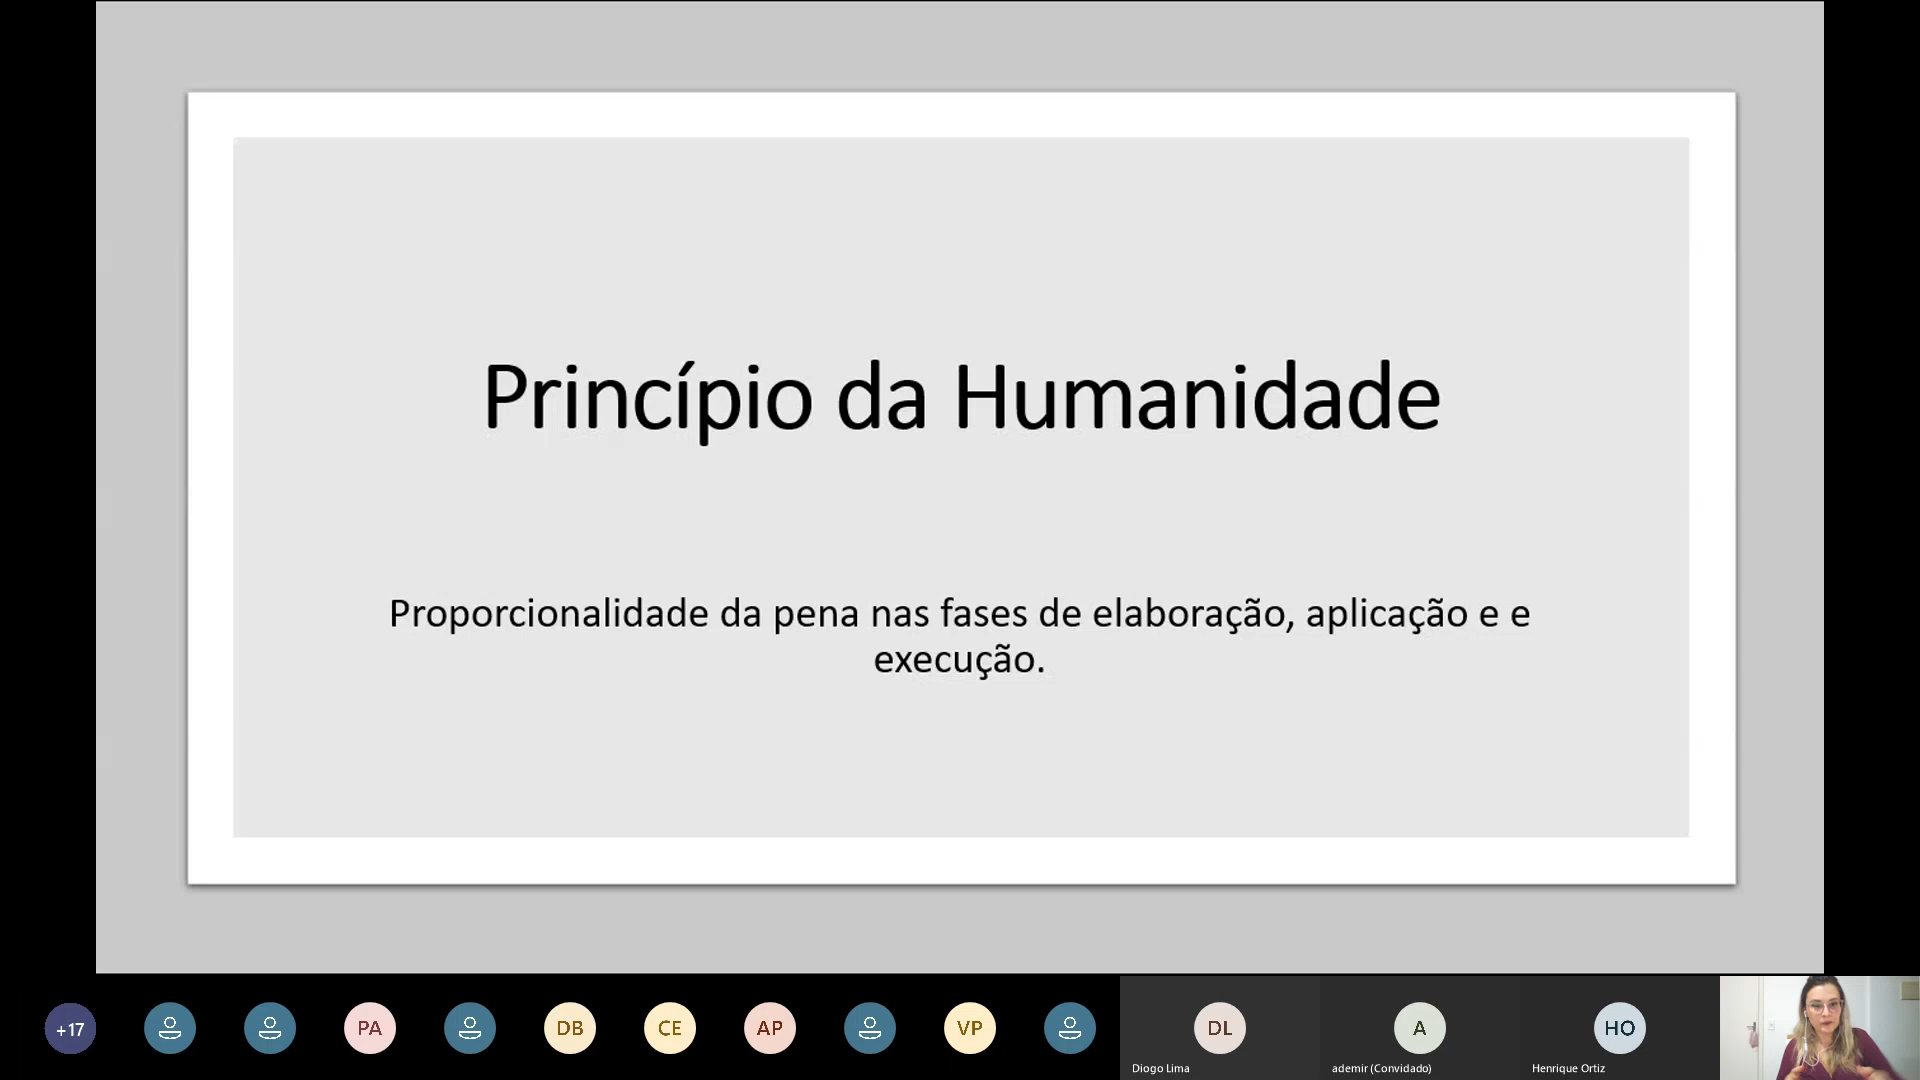 Princípio da Humanidade
Proporcionalidade da pena nas fases de elaboração, aplicação e e
execução.
+17
PA
DB
CE
AP
VP
DL
A
HO
Diogo Lima
ademir (Convidado)
Henrique Ortiz